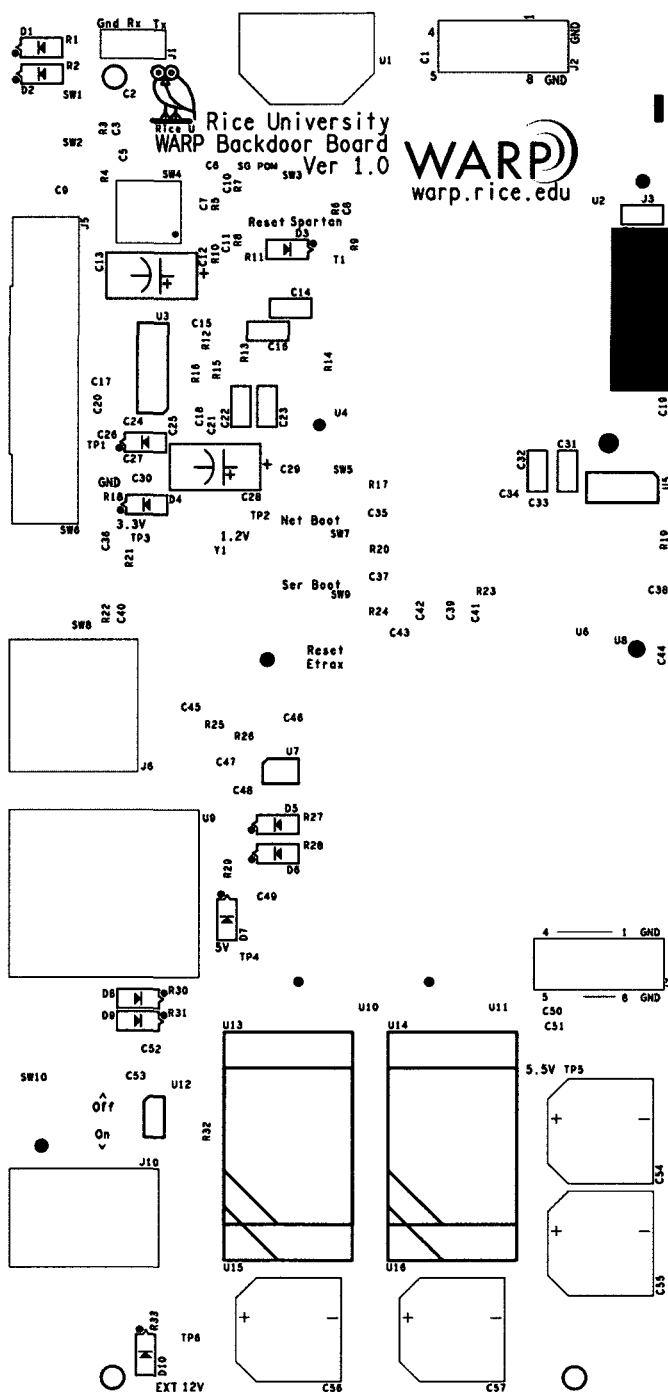 Gnd Rx Tx
D1 R1
J1
R2
D2
SW1
C2
U1
1
4
C1
GND
J2
5
8 GND
Rice U
Rice University
WARP Backdoor Board
Ver 1.0
WARP
warp.rice.edu
R3
C3
SW2
C5
C6 SG POM
SW3
R4
SW4
C10
R7
C9
C7
R5
R6
U2
J3
J5
Reset Spartan
D3
C13
C12
R10
C11
R8
R11
T1
R9
C14
U3
C15
R12
R13
C16
R14
R16
R15
C17
C20
C24
C25
C18
C21
C22
C23
U4
C19
C26
TP1
C27
C29
SW5
C32
C31
GND
C30
C28
R17
C34
C33
U5
R18
D4
3.3V
TP3
TP2
Net Boot
C35
SW6
C36
R21
1.2V
Y1
SW7
R20
R19
Ser Boot
SW9
C37
R23
C38
SW8
R22
C40
R24
C42
C39
C41
C43
U6
U8
C44
Reset
Etrax
C45
R25
C46
R26
J6
C47
U7
C48
U9
D5
R27
R28
D6
R29
C49
D7
5V
TP4
4 1 GND
5 6 GND
D8
R30
D9
R31
C50
C51
U10
U11
C52
U13
U14
SW10
C53
U12
Off
On
5.5V TP5
R32
C54
J10
U15
U16
C55
R33
TP6
D10
EXT 12V
C56
C57